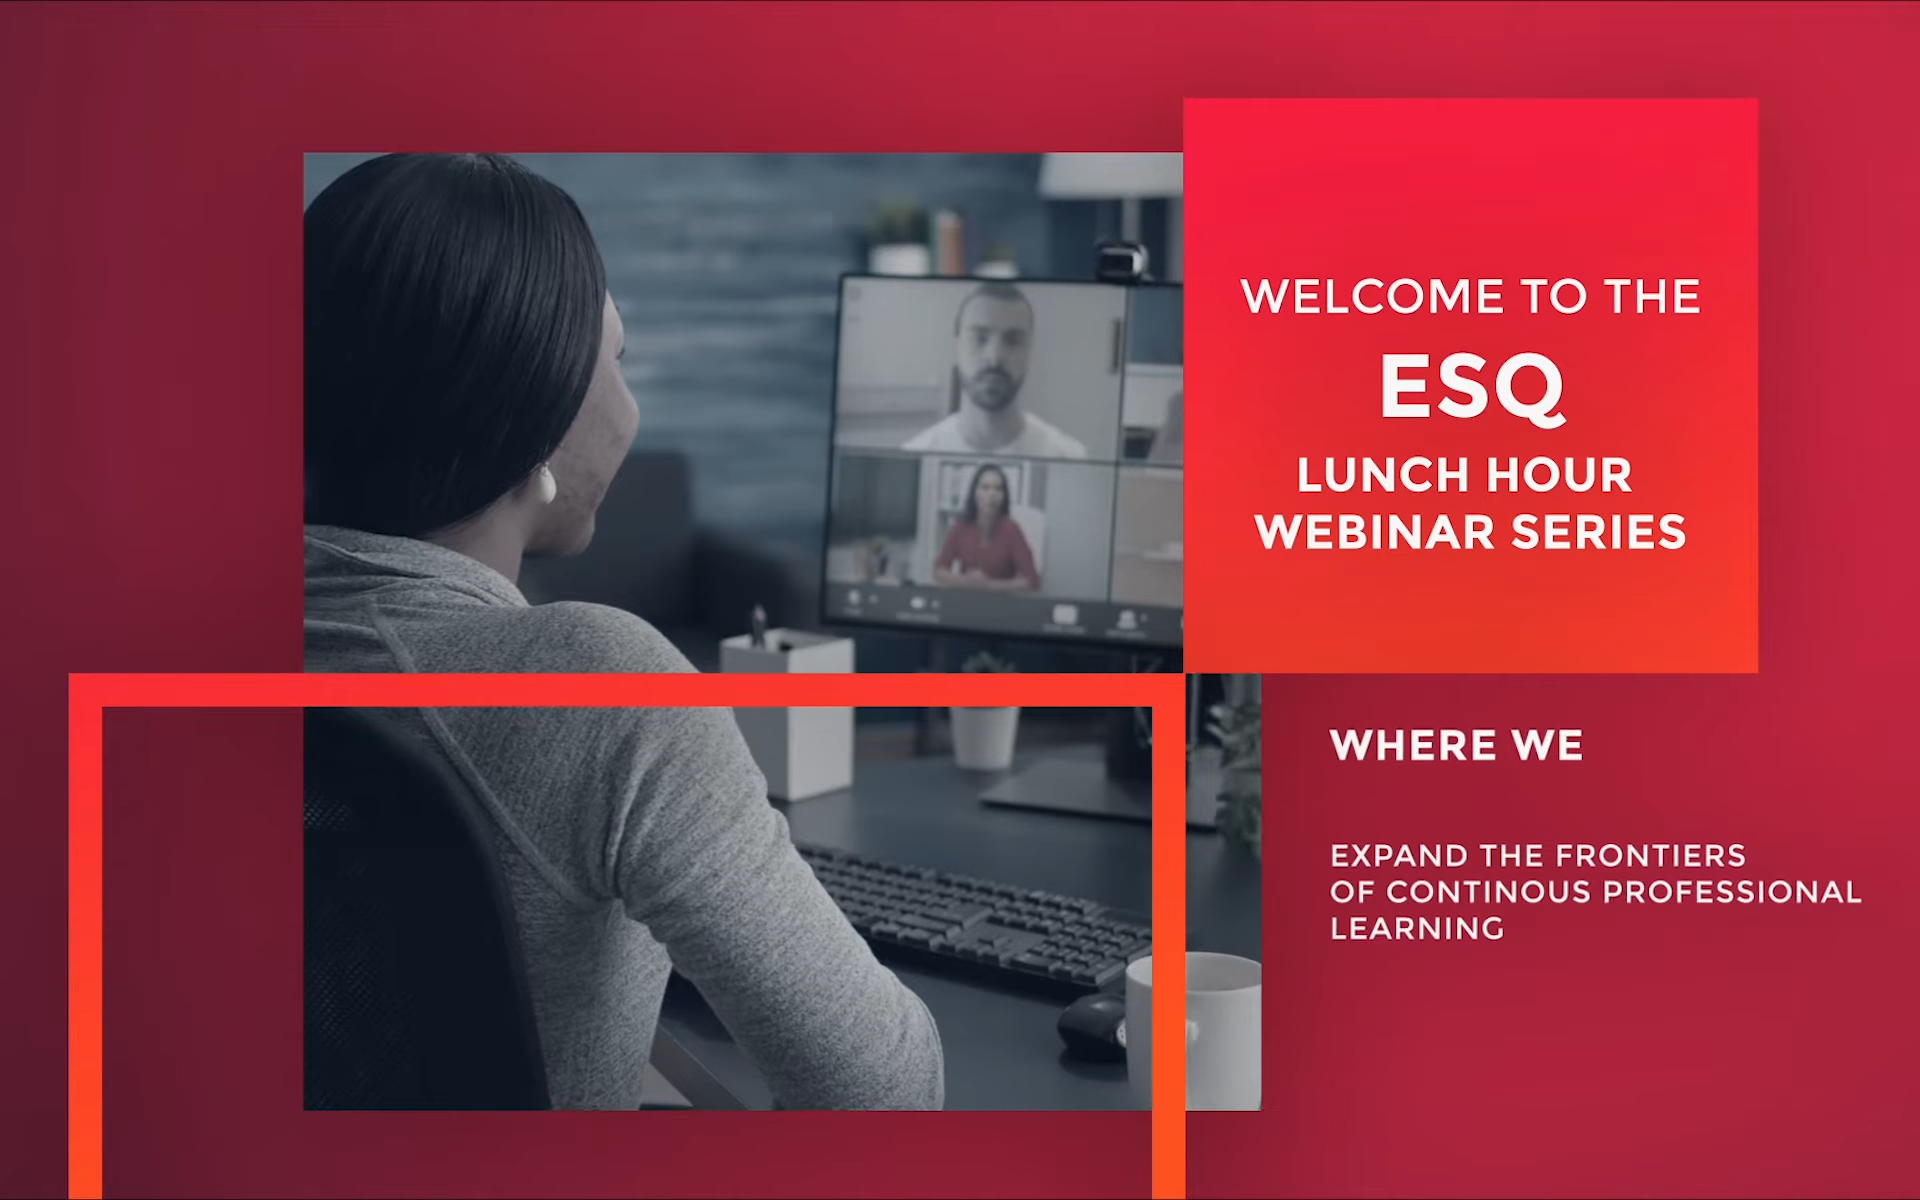 WELCOME TO THE
ESQ
LUNCH HOUR
WEBINAR SERIES
WHERE WE
EXPAND THE FRONTIERS
OF CONTINOUS PROFESSIONAL
LEARNING